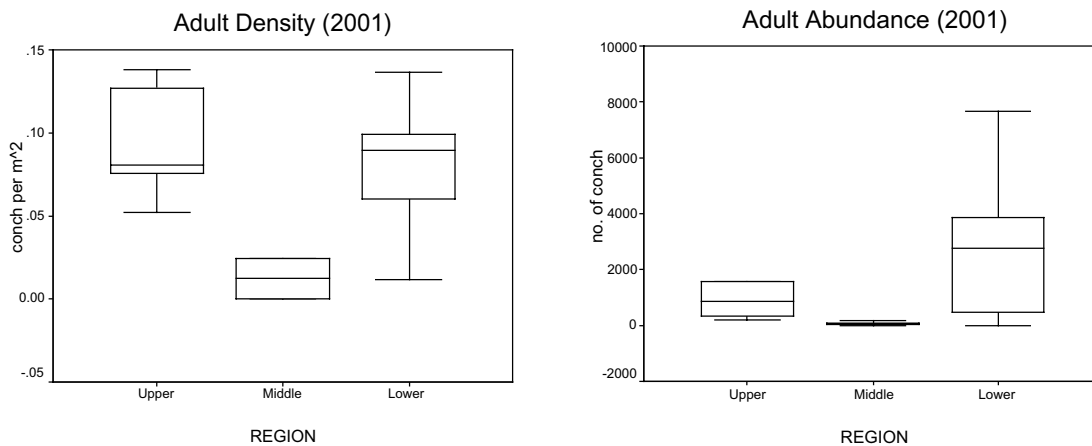 Adult Density (2001)
.15
.10
.05
0.00
-.05
conch per m^2
Upper Middle Lower
REGION
Adult Abundance (2001)
10000
8000
6000
4000
2000
0
-2000
no. of conch
Upper Middle Lower
REGION